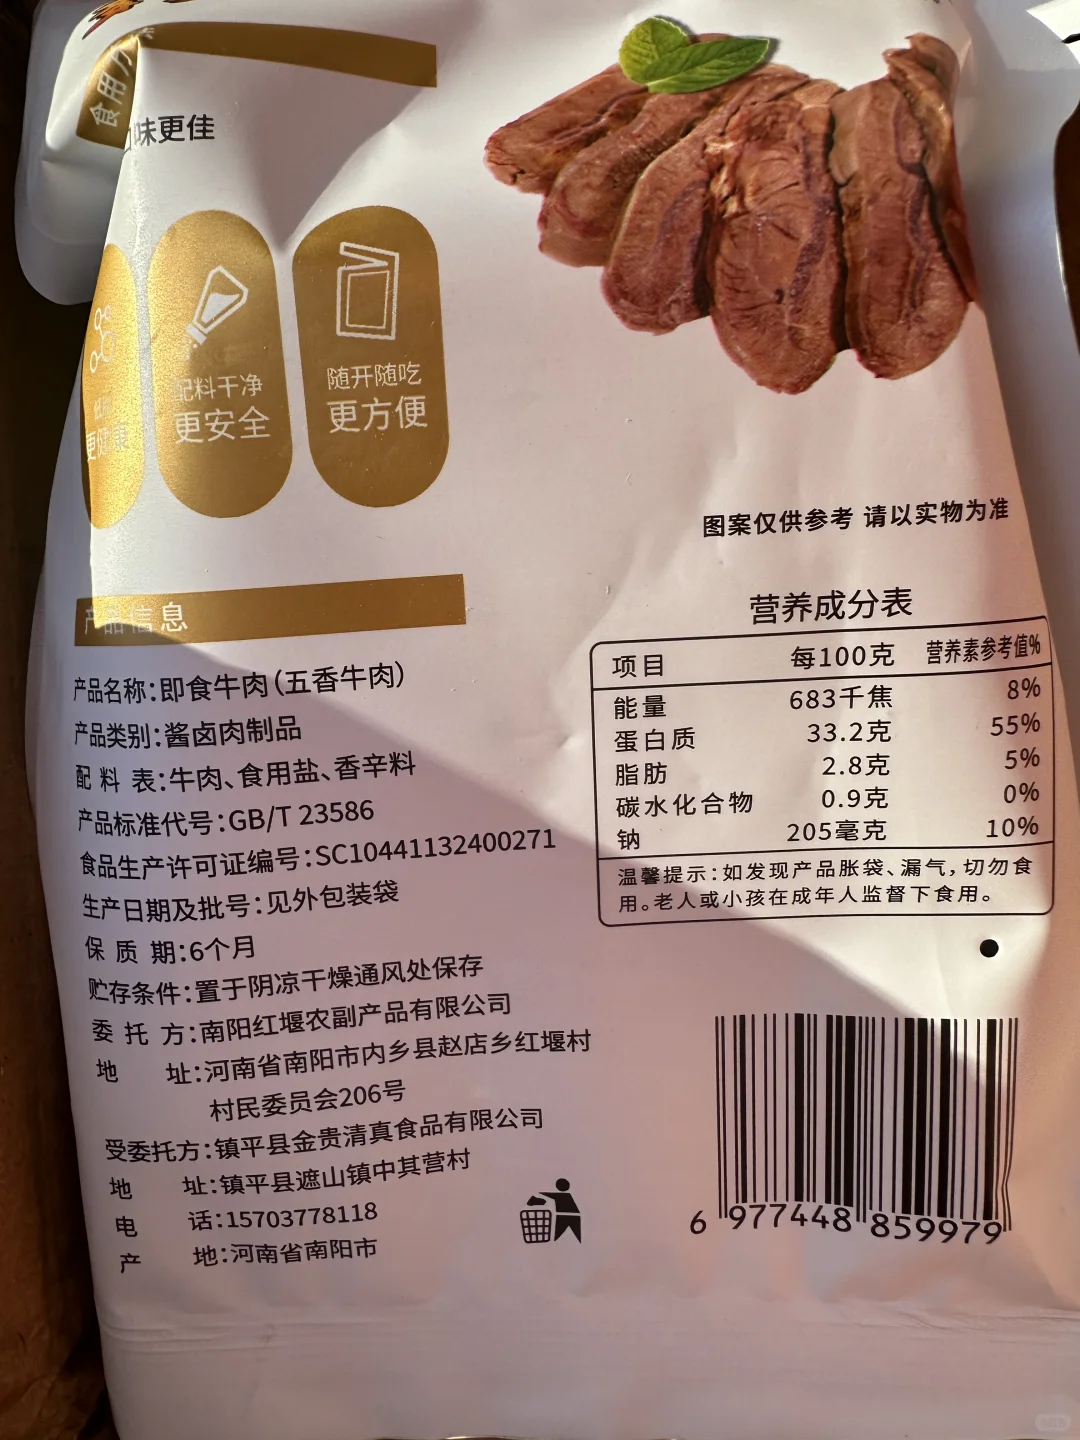 食用方
味更佳
更健康
配料干净
更安全
随开随吃
更方便
图案仅供参考 请以实物为准
产品信息
产品名称:即食牛肉(五香牛肉)
产品类别:酱卤肉制品
配 料 表:牛肉、食用盐、香辛料
产品标准代号:GB/T 23586
食品生产许可证编号:SC10441132400271
生产日期及批号:见外包装袋
保 质 期:6个月
贮存条件:置于阴凉干燥通风处保存
委 托 方:南阳红堰农副产品有限公司
地 址:河南省南阳市内乡县赵店乡红堰村
村民委员会206号
受委托方:镇平县金贵清真食品有限公司
地 址:镇平县遮山镇中其营村
电 话:15703778118
产 地:河南省南阳市
营养成分表
项目 每100克 营养素参考值%
能量 683千焦 8%
蛋白质 33.2克 55%
脂肪 2.8克 5%
碳水化合物 0.9克 0%
钠 205毫克 10%
温馨提示:如发现产品胀袋、漏气,切勿食
用。老人或小孩在成年人监督下食用。
6 977448 859979